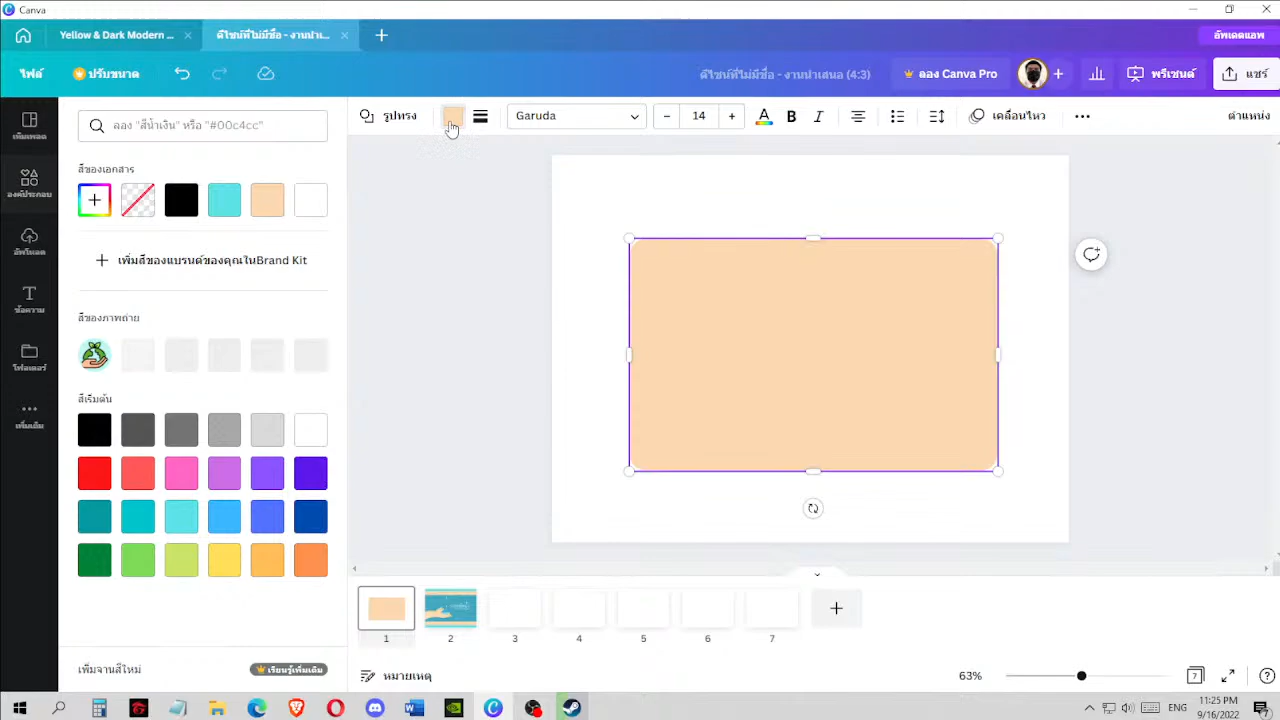 Canva
Yellow & Dark Modern ...
ดีไซน์ที่ไม่มีชื่อ - งานนำเ...
อัพเดตแอพ
ไฟล์
ปรับขนาด
ดีไซน์ที่ไม่มีชื่อ - งานนำเสนอ (4:3)
ลอง Canva Pro
พรีเซนต์
แชร์
ลอง "สีน้ำเงิน" หรือ "#00c4cc"
รูปทรง
Garuda
14
A
B
I
เคลื่อนไหว
ตำแหน่ง
เท็มเพลต
องค์ประกอบ
อัพโหลด
ข้อความ
โฟลเดอร์
เพิ่มเติม
สีของเอกสาร
เพิ่มสีของแบรนด์ของคุณในBrand Kit
สีของภาพถ่าย
สีเริ่มต้น
เพิ่มจานสีใหม่
เรียนรู้เพิ่มเติม
1
2
3
4
5
6
7
หมายเหตุ
63%
7
ENG
11:25 PM
9/16/2022